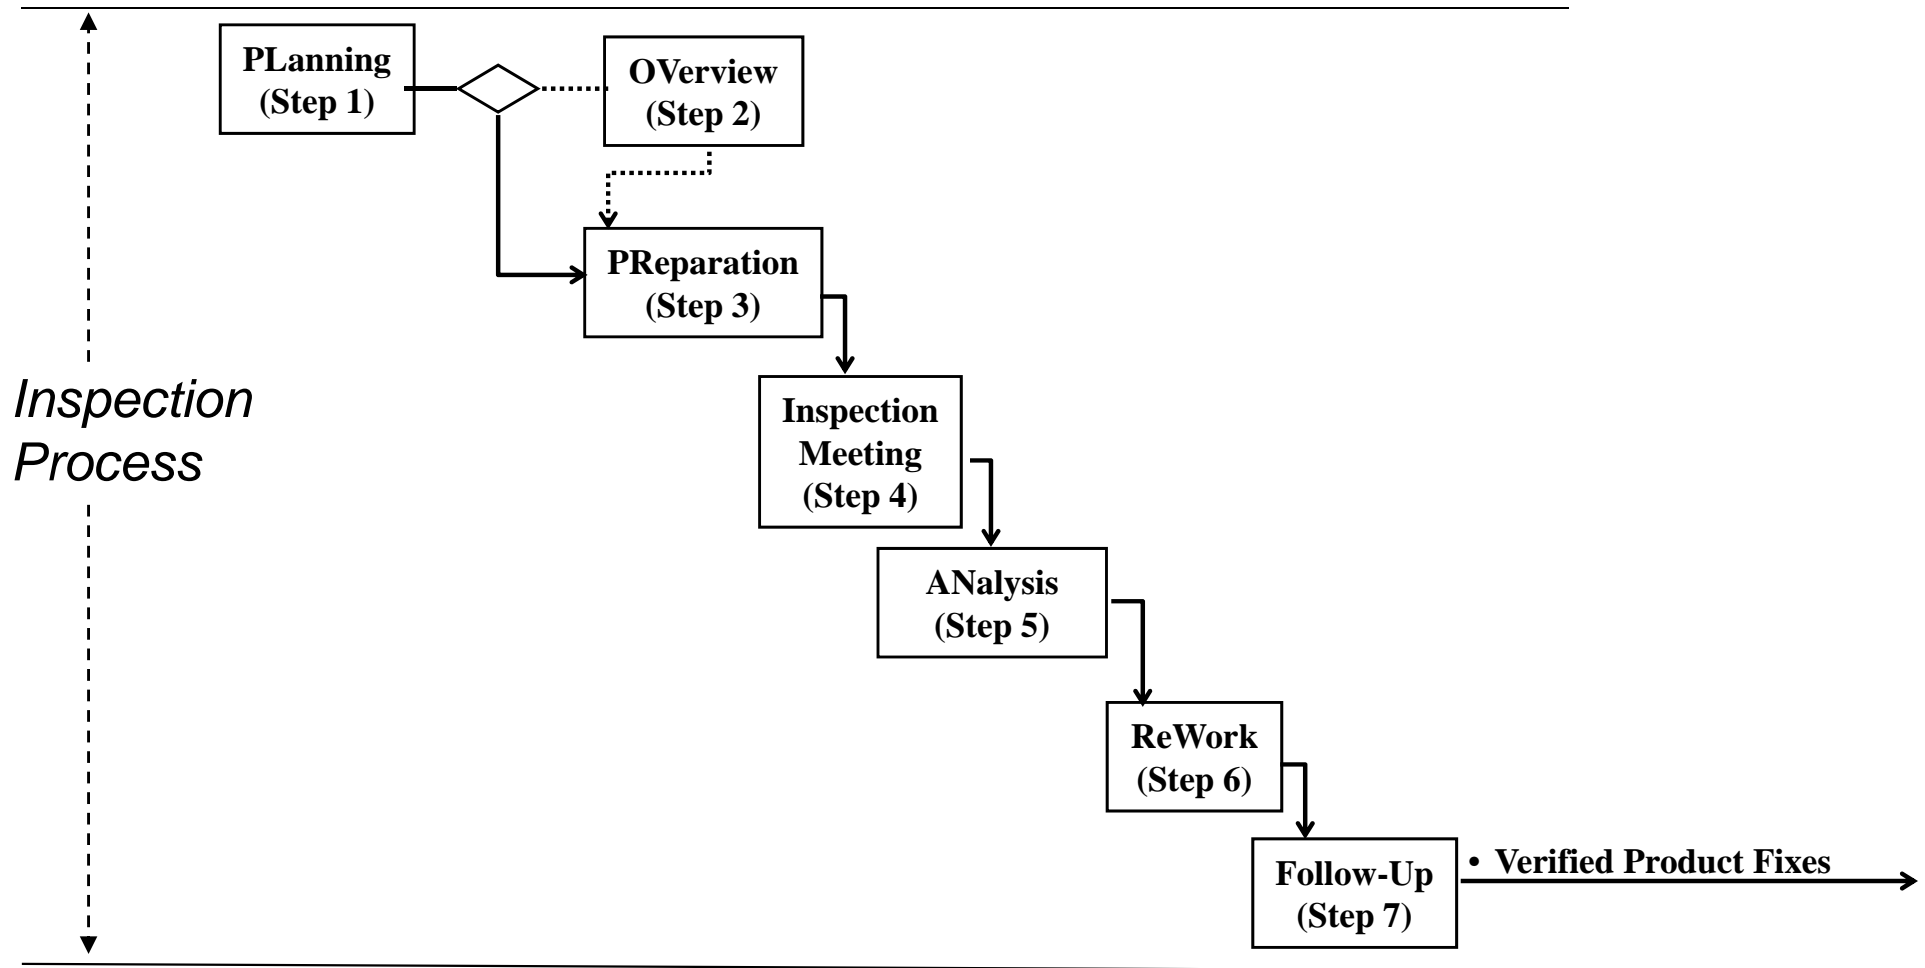 PLanning
(Step 1)
OVerview
(Step 2)
PReparation
(Step 3)
Inspection
Process
Inspection
Meeting
(Step 4)
ANalysis
(Step 5)
ReWork
(Step 6)
Follow-Up
(Step 7)
• Verified Product Fixes